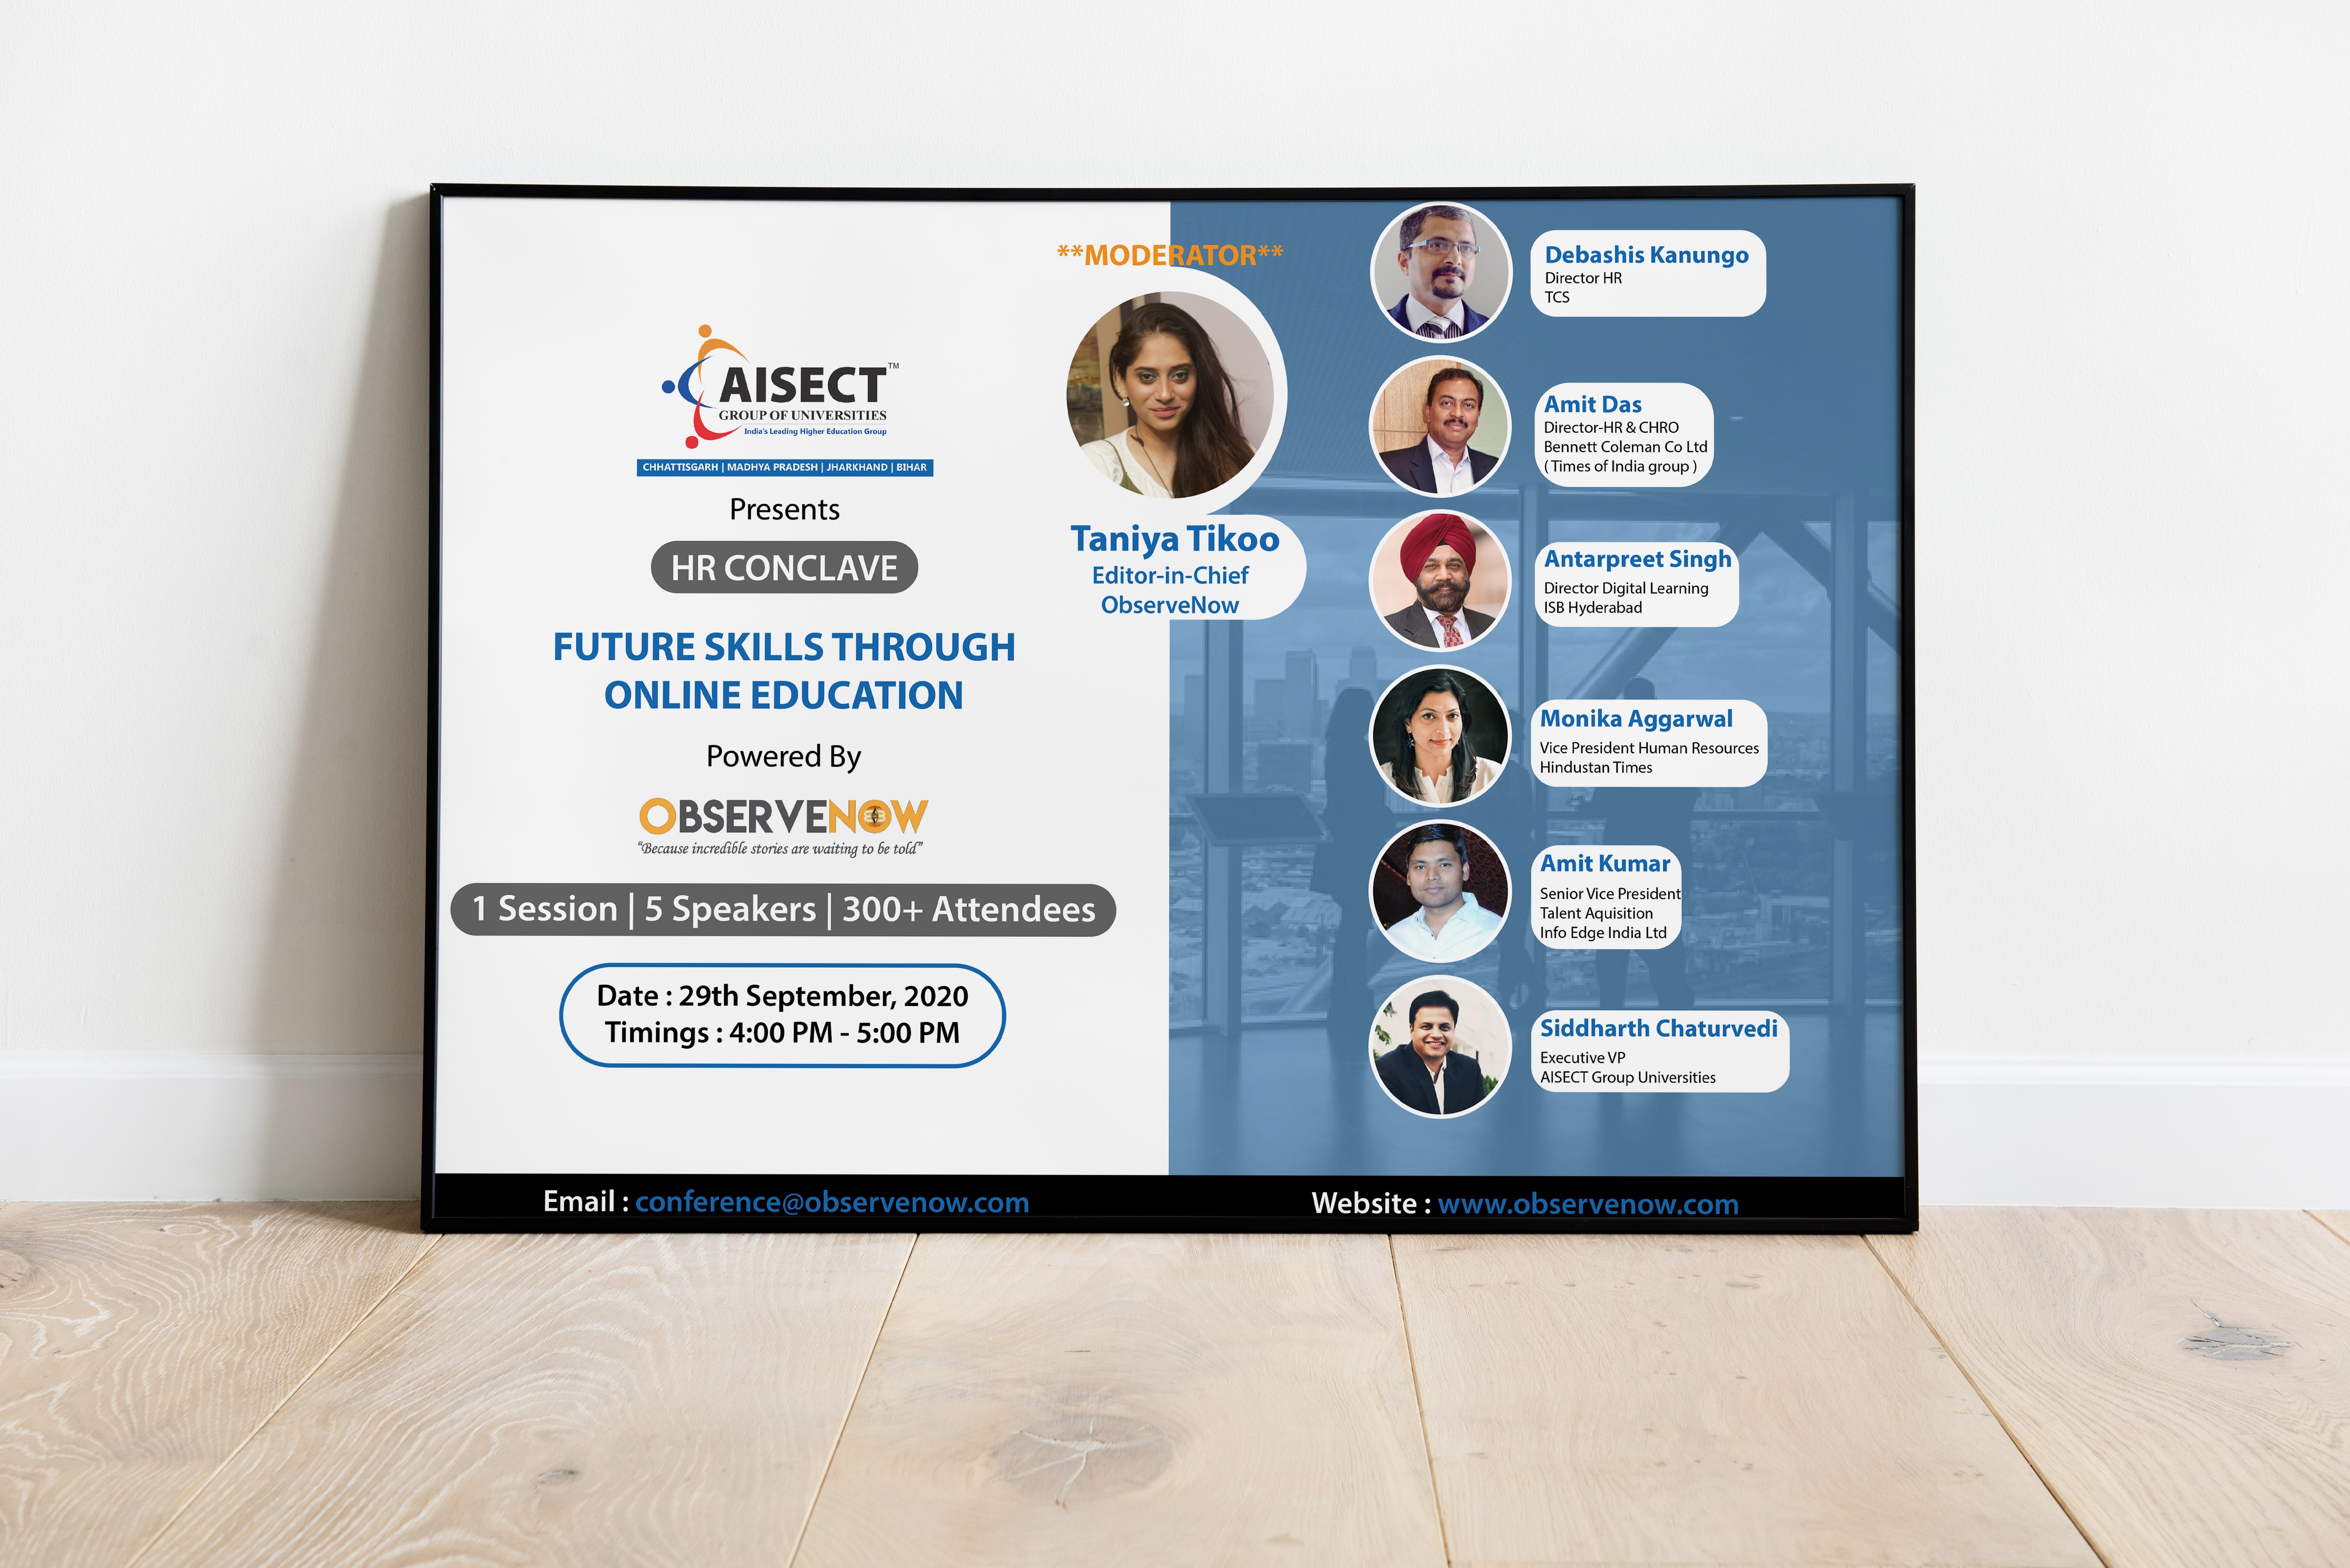 AISECT™
GROUP OF UNIVERSITIES
India's Leading Higher Education Group
CHHATTISGARH | MADHYA PRADESH | JHARKHAND | BIHAR
Presents
HR CONCLAVE
FUTURE SKILLS THROUGH
ONLINE EDUCATION
Powered By
OBSERVENOW
“Because incredible stories are waiting to be told”
1 Session | 5 Speakers | 300+ Attendees
Date : 29th September, 2020
Timings : 4:00 PM - 5:00 PM
**MODERATOR**
Taniya Tikoo
Editor-in-Chief
ObserveNow
Debashis Kanungo
Director HR
TCS
Amit Das
Director-HR & CHRO
Bennett Coleman Co Ltd
( Times of India group )
Antarpreet Singh
Director Digital Learning
ISB Hyderabad
Monika Aggarwal
Vice President Human Resources
Hindustan Times
Amit Kumar
Senior Vice President
Talent Aquisition
Info Edge India Ltd
Siddharth Chaturvedi
Executive VP
AISECT Group Universities
Email : conference@observenow.com
Website : www.observenow.com